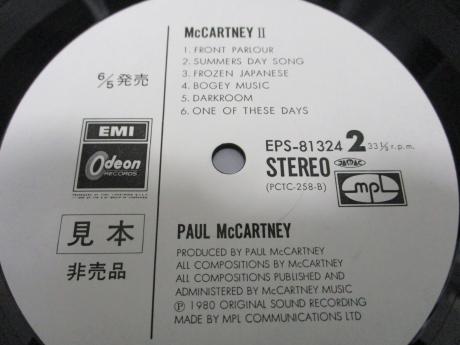 McCARTNEY II
1. FRONT PARLOUR
2. SUMMERS DAY SONG
3. FROZEN JAPANESE
4. BOGEY MUSIC
5. DARKROOM
6. ONE OF THESE DAYS
6/5発売
EMI
Odeon
RECORDS
EPS-81324 2 33⅓ r.p.m.
STEREO
(PCTC-258-B)
mpl
見本
非売品
PAUL McCARTNEY
PRODUCED BY PAUL McCARTNEY
ALL COMPOSITIONS BY McCARTNEY
ALL COMPOSITIONS PUBLISHED AND
ADMINISTERED BY McCARTNEY MUSIC
Ⓟ 1980 ORIGINAL SOUND RECORDING
MADE BY MPL COMMUNICATIONS LTD